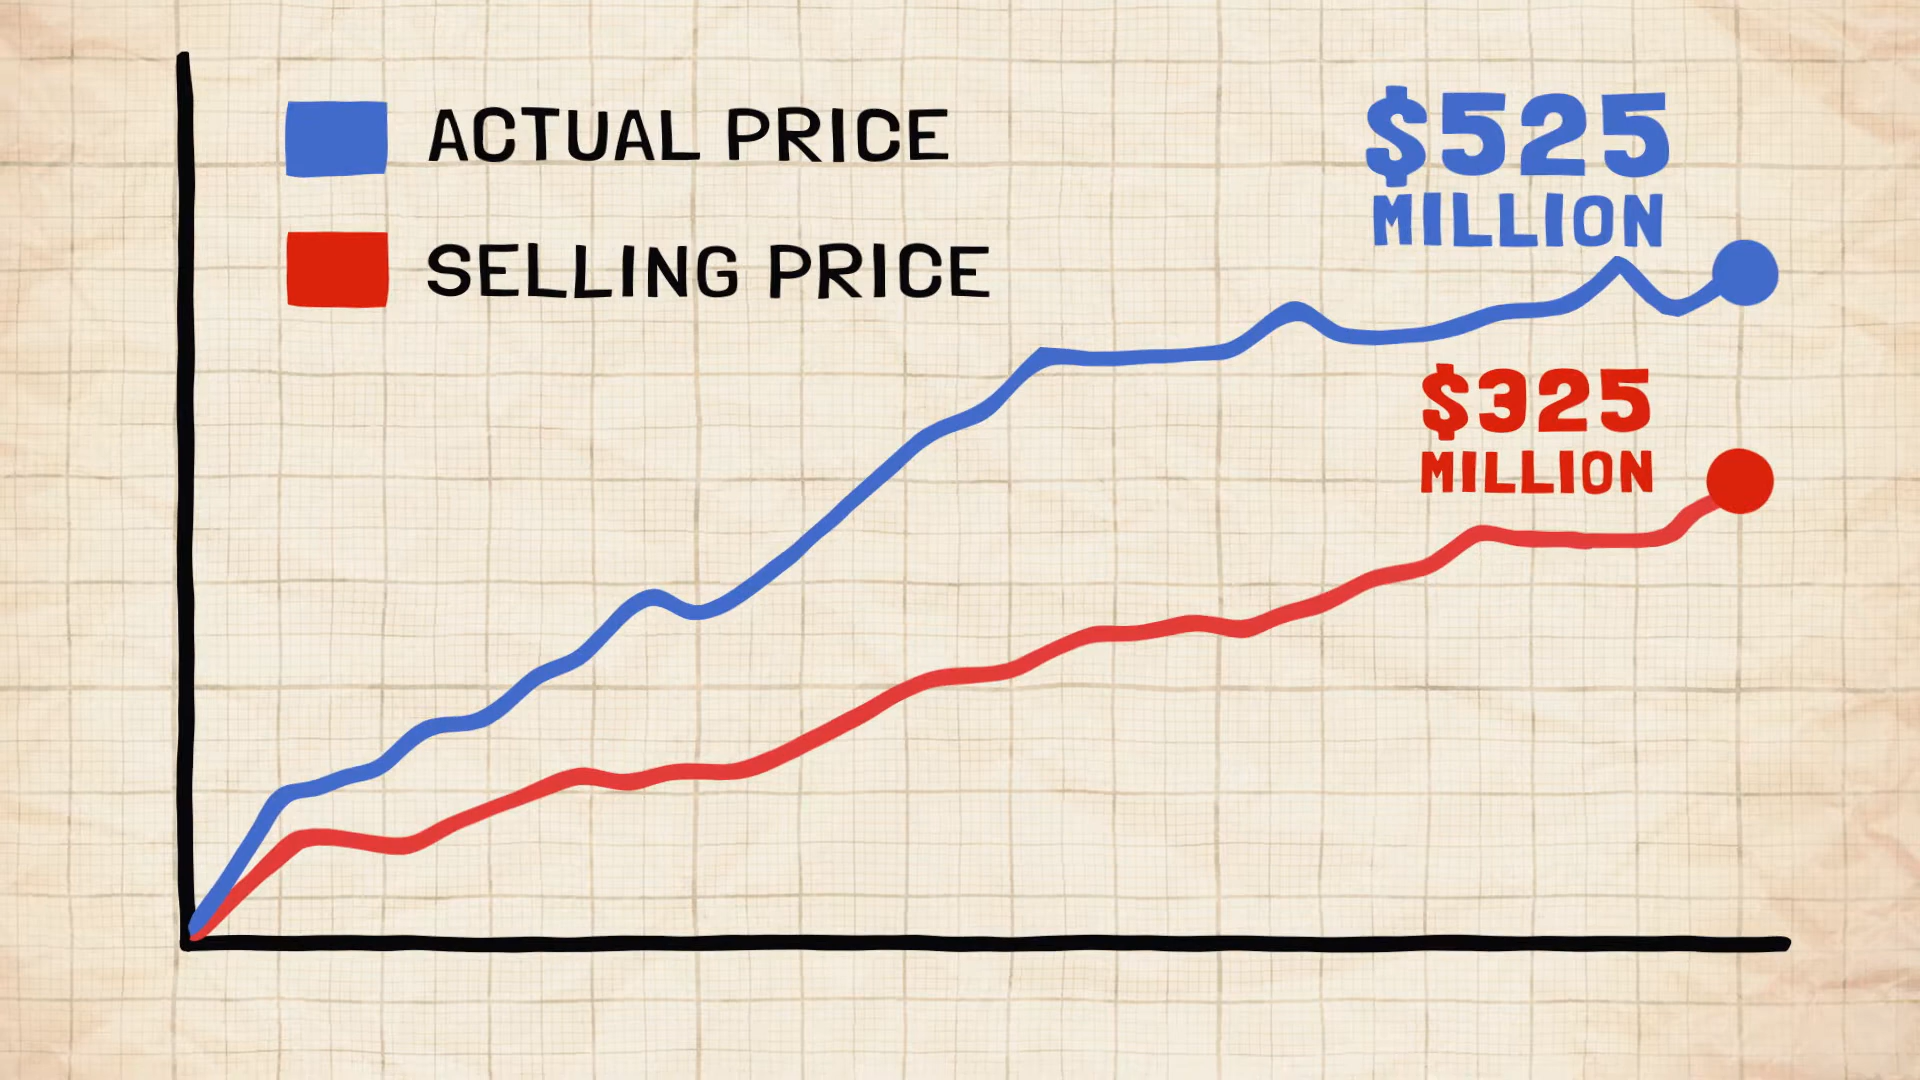 ACTUAL PRICE
SELLING PRICE
$525
MILLION
$325
MILLION